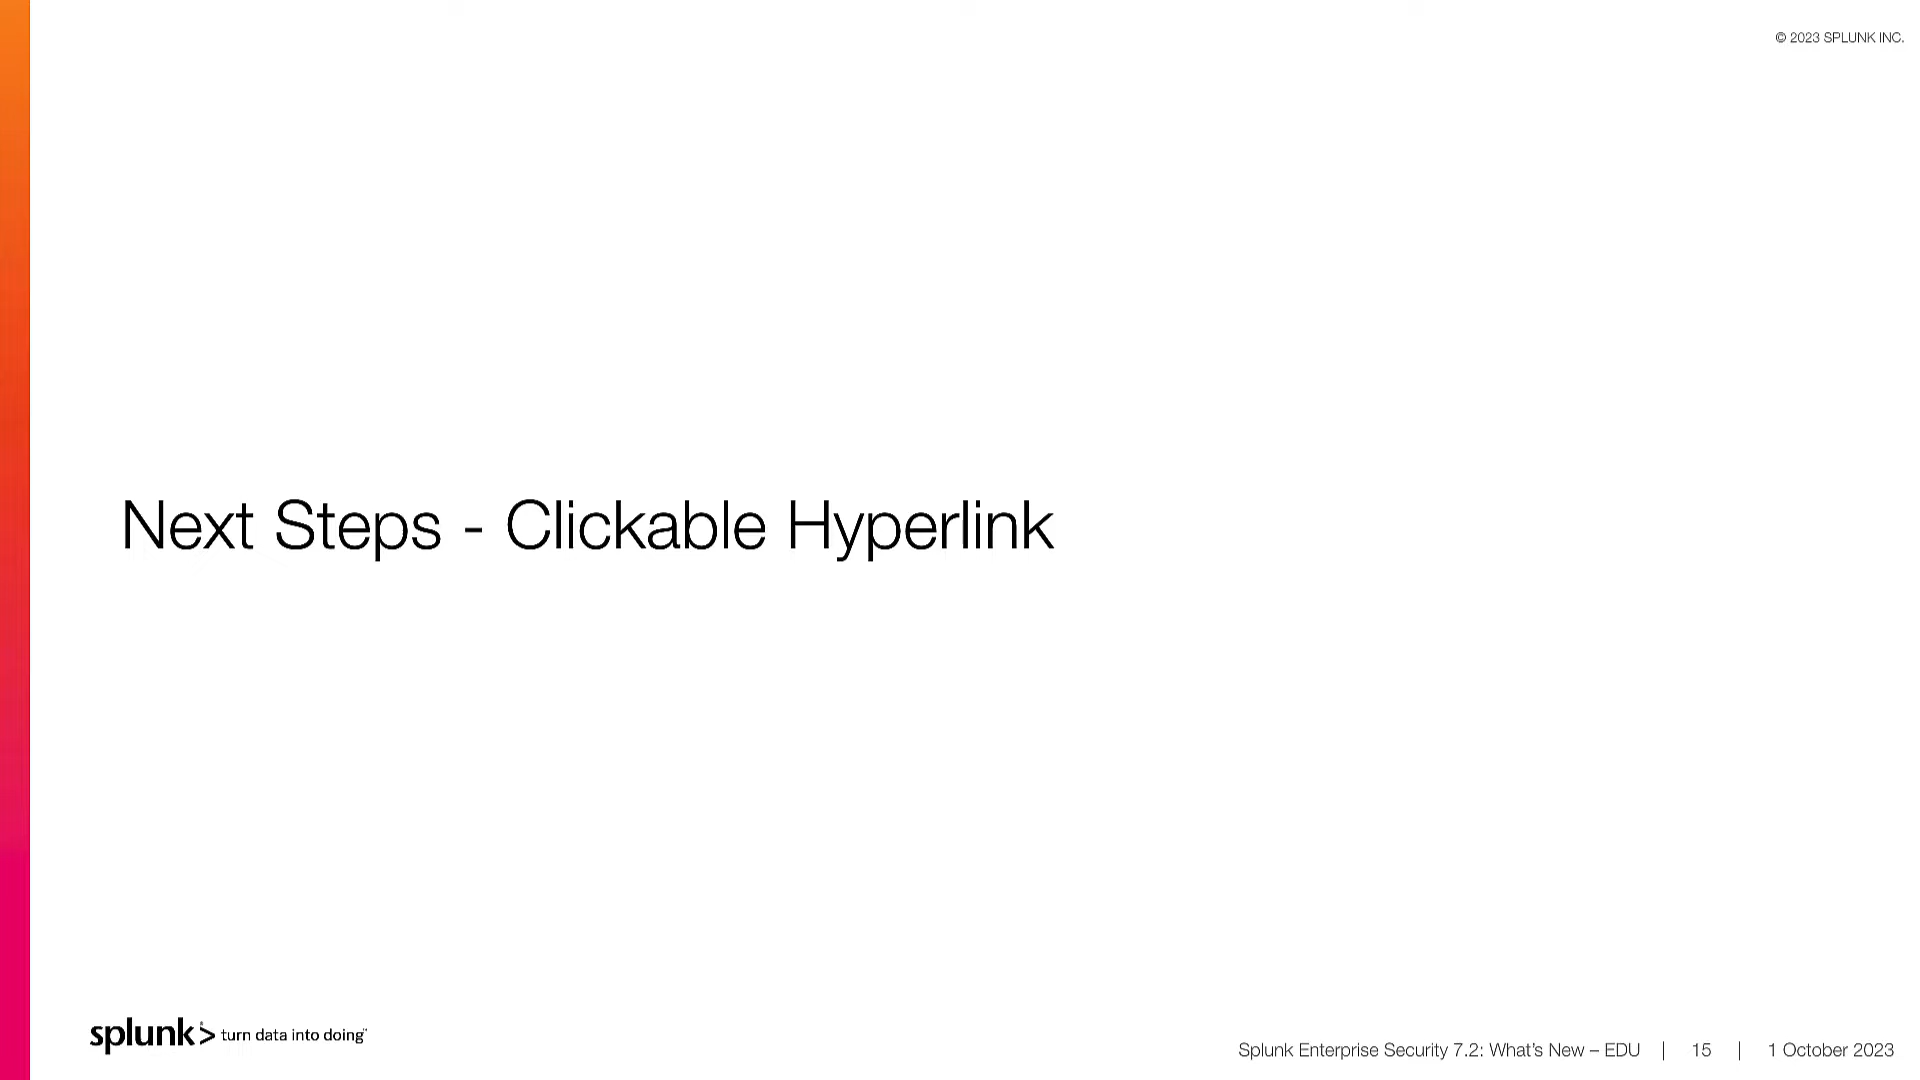 © 2023 SPLUNK INC.
Next Steps - Clickable Hyperlink
splunk> turn data into doing™
Splunk Enterprise Security 7.2: What’s New – EDU | 15 | 1 October 2023